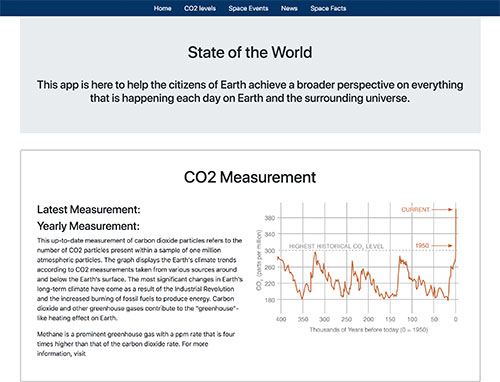 Home CO2 levels Space Events News Space Facts
State of the World
This app is here to help the citizens of Earth achieve a broader perspective on everything
that is happening each day on Earth and the surrounding universe.
CO2 Measurement
Latest Measurement:
Yearly Measurement:
This up-to-date measurement of carbon dioxide particles refers to the
number of CO2 particles present within a sample of one million
atmospheric particles. The graph displays the Earth's climate trends
according to CO2 measurements taken from various sources around
and below the Earth's surface. The most significant changes in Earth's
long-term climate have come as a result of the Industrial Revolution
and the increased burning of fossil fuels to produce energy. Carbon
dioxide and other greenhouse gases contribute to the "greenhouse"-
like heating effect on Earth.
Methane is a prominent greenhouse gas with a ppm rate that is four
times higher than that of the carbon dioxide rate. For more
information, visit
CURRENT
1950
HIGHEST HISTORICAL CO₂ LEVEL
CO₂ (parts per million)
380
340
300
260
220
180
400 350 300 250 200 150 100 50 0
Thousands of Years before today (0 = 1950)